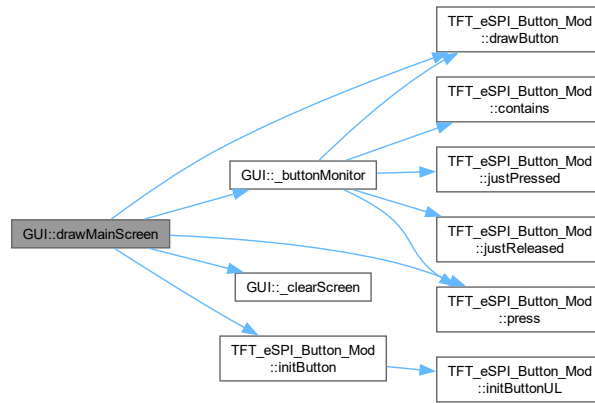 GUI::drawMainScreen
GUI::_buttonMonitor
GUI::_clearScreen
TFT_eSPI_Button_Mod
::initButton
TFT_eSPI_Button_Mod
::drawButton
TFT_eSPI_Button_Mod
::contains
TFT_eSPI_Button_Mod
::justPressed
TFT_eSPI_Button_Mod
::justReleased
TFT_eSPI_Button_Mod
::press
TFT_eSPI_Button_Mod
::initButtonUL